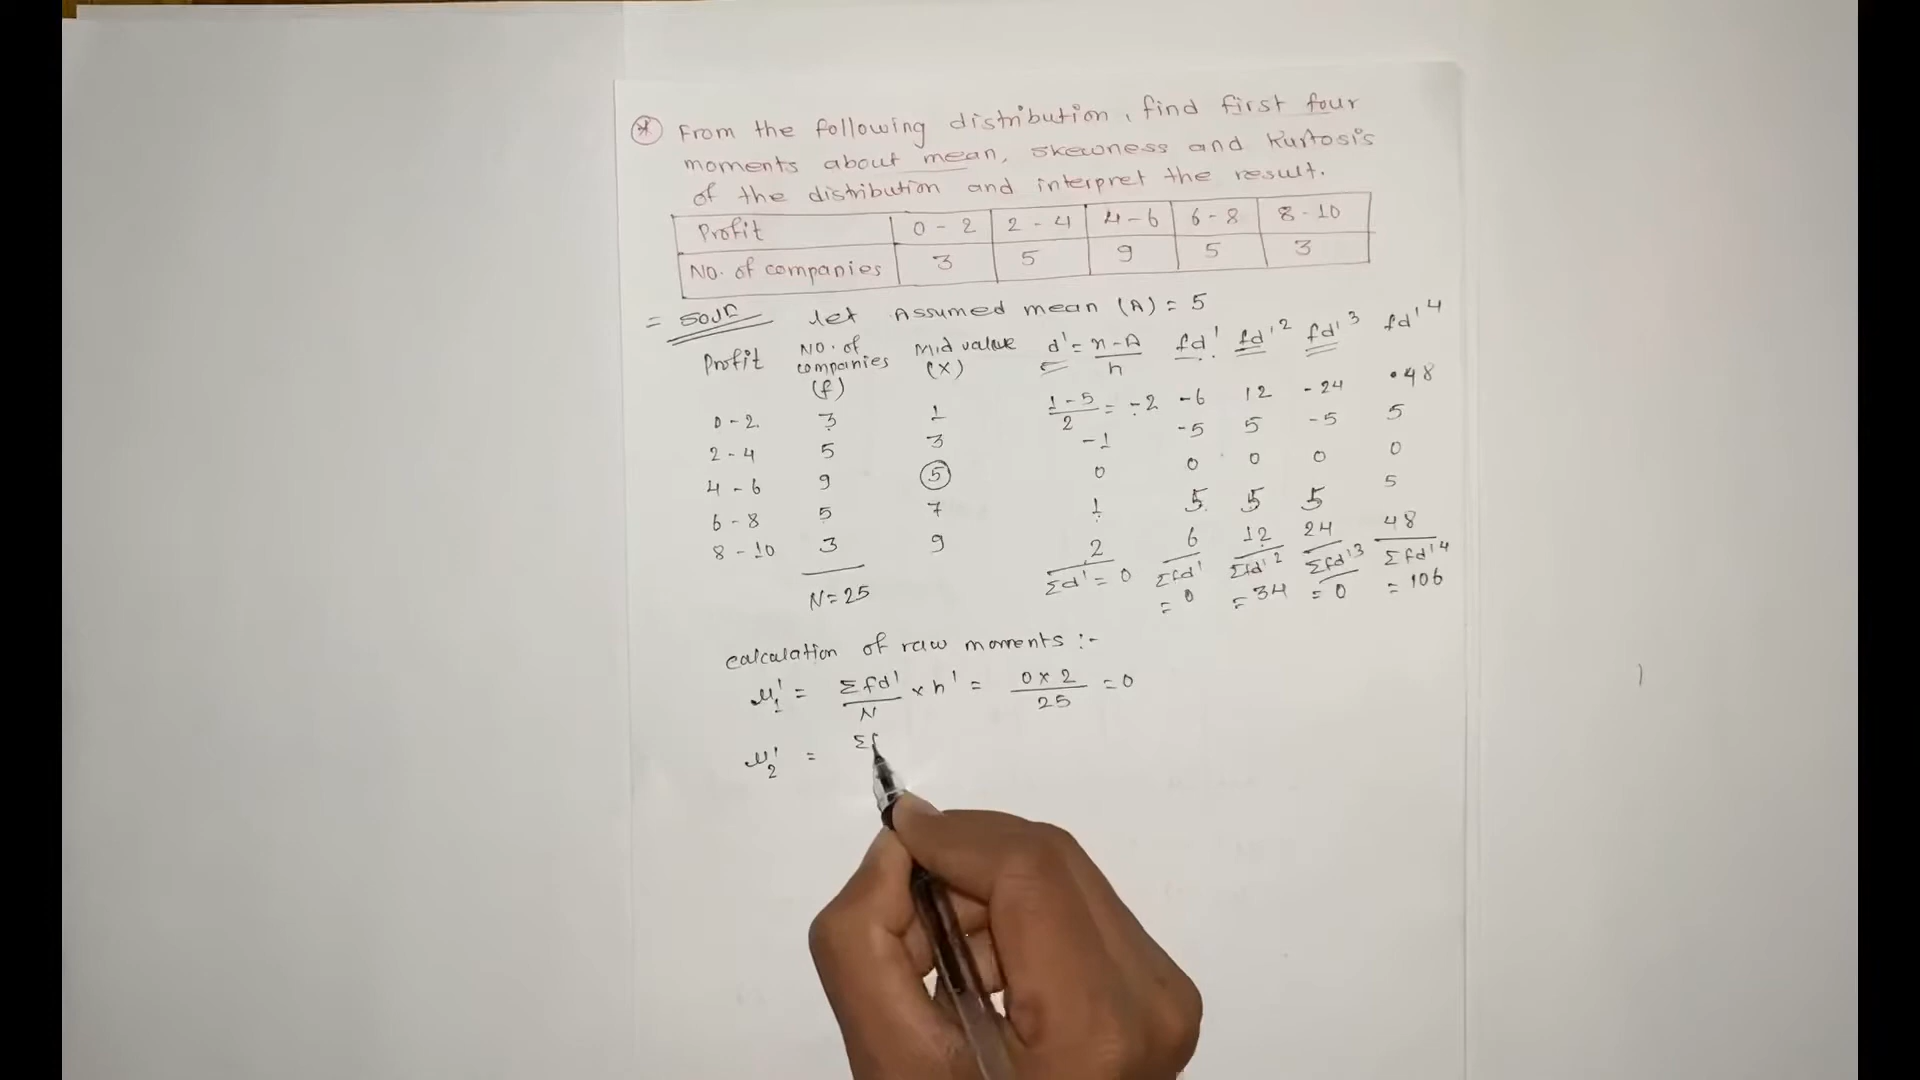 * From the following distribution, find first four
moments about mean, skewness and Kurtosis
of the distribution and interpret the result.
Profit 0 - 2 2 - 4 4 - 6 6 - 8 8 - 10
No. of companies 3 5 9 5 3
= Soln let Assumed mean (A) = 5
Profit No. of companies (f) Mid value (X) d' = x - A / h fd' fd'² fd'³ fd'⁴
0 - 2 3 1 1 - 5 / 2 = -2 -6 12 -24 48
2 - 4 5 3 -1 -5 5 -5 5
4 - 6 9 5 0 0 0 0 0
6 - 8 5 7 1 5 5 5 5
8 - 10 3 9 2 6 12 24 48
N = 25 Σd' = 0 Σfd' = 0 Σfd'² = 34 Σfd'³ = 0 Σfd'⁴ = 106
calculation of raw moments :-
μ₁' = Σfd' / N × h' = 0 × 2 / 25 = 0
μ₂' = Σf